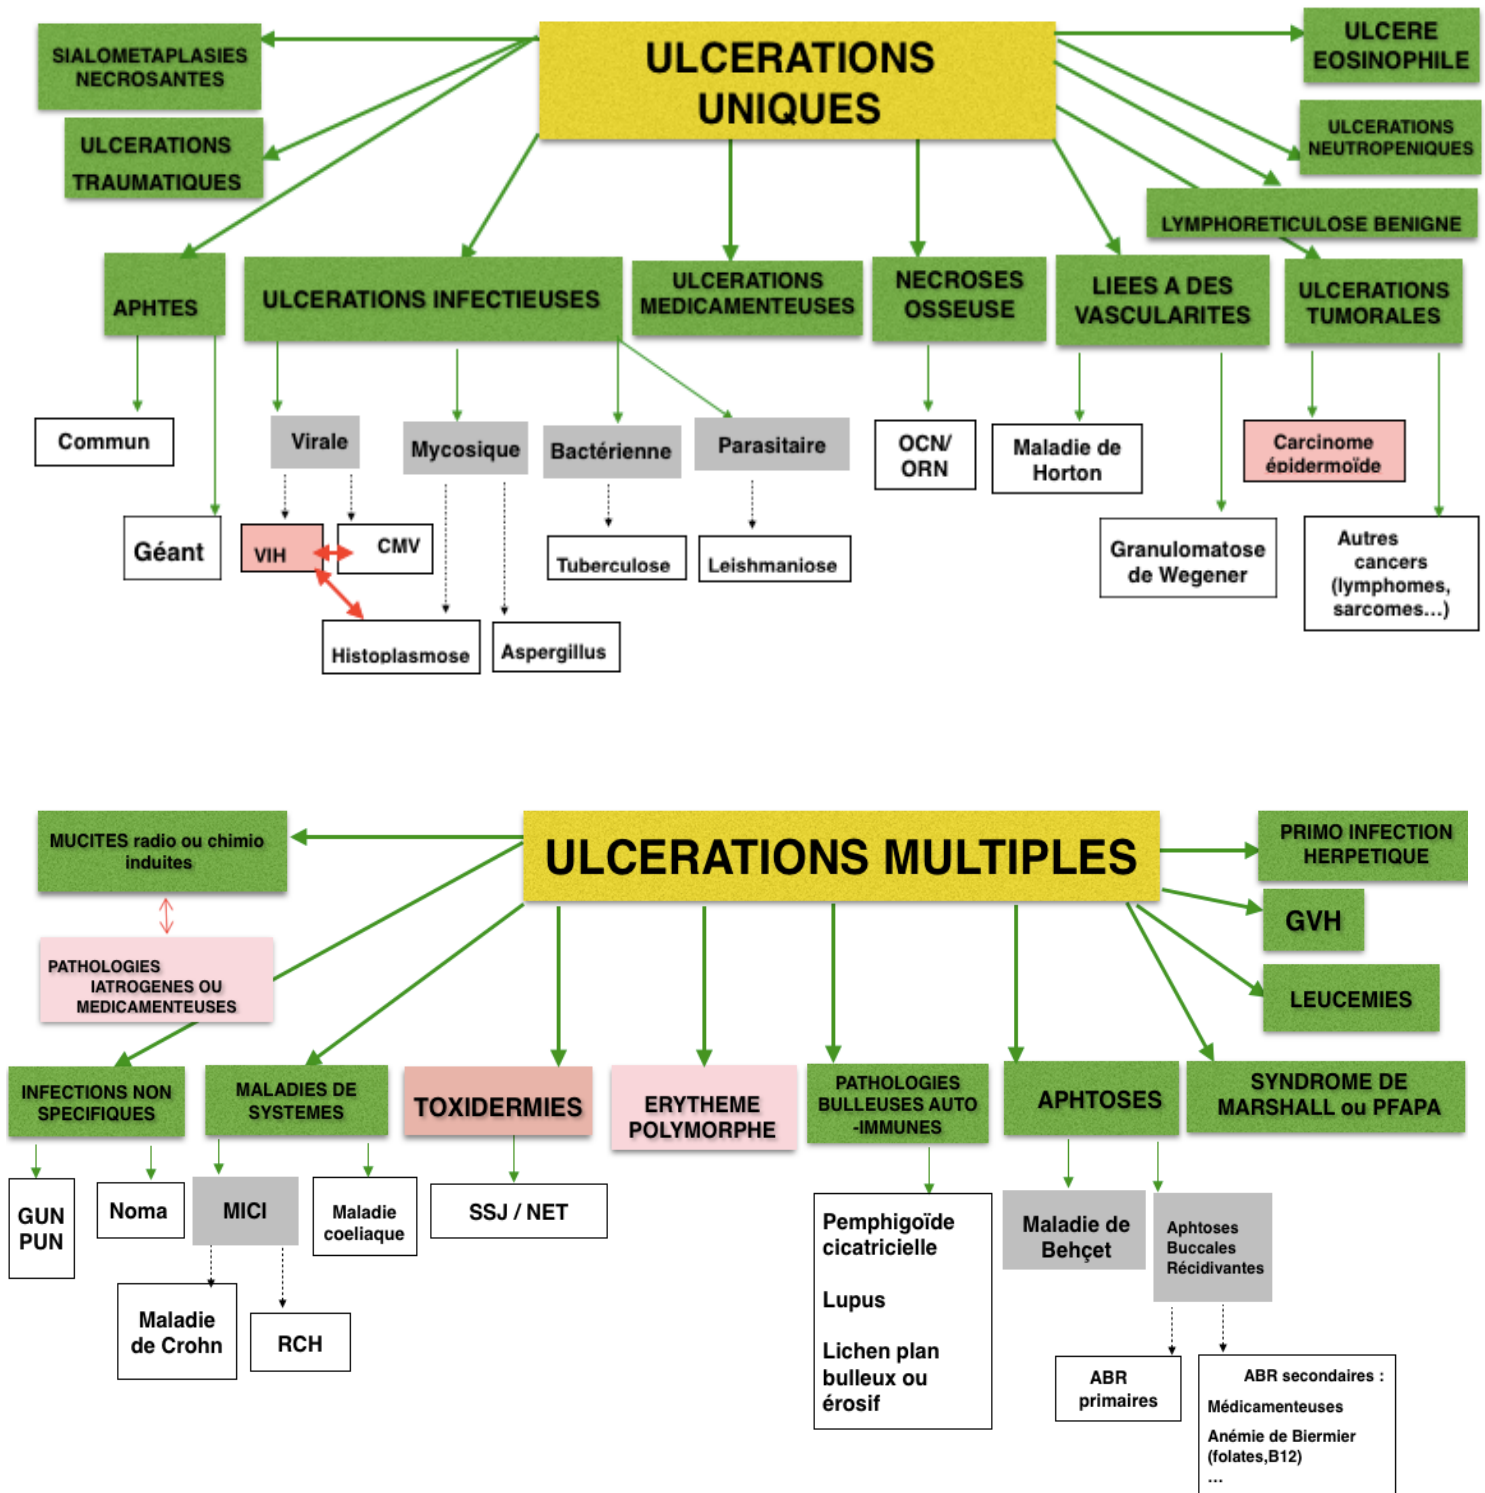 ULCERATIONS
UNIQUES
SIALOMETAPLASIES
NECROSANTES
ULCERATIONS
TRAUMATIQUES
ULCERE
EOSINOPHILE
ULCERATIONS
NEUTROPENIQUES
LYMPHORETICULOSE BENIGNE
APHTES
ULCERATIONS INFECTIEUSES
ULCERATIONS
MEDICAMENTEUSES
NECROSES
OSSEUSE
LIEES A DES
VASCULARITES
ULCERATIONS
TUMORALES
Commun
Géant
Virale
Mycosique
Bactérienne
Parasitaire
VIH
CMV
Histoplasmose
Aspergillus
Tuberculose
Leishmaniose
OCN/
ORN
Maladie de
Horton
Granulomatose
de Wegener
Carcinome
épidermoïde
Autres
cancers
(lymphomes,
sarcomes...)
ULCERATIONS MULTIPLES
MUCITES radio ou chimio
induites
PATHOLOGIES
IATROGENES OU
MEDICAMENTEUSES
PRIMO INFECTION
HERPETIQUE
GVH
LEUCEMIES
INFECTIONS NON
SPECIFIQUES
MALADIES DE
SYSTEMES
TOXIDERMIES
ERYTHEME
POLYMORPHE
PATHOLOGIES
BULLEUSES AUTO
-IMMUNES
APHTOSES
SYNDROME DE
MARSHALL ou PFAPA
GUN
PUN
Noma
MICI
Maladie
coeliaque
Maladie
de Crohn
RCH
SSJ / NET
Pemphigoïde
cicatricielle
Lupus
Lichen plan
bulleux ou
érosif
Maladie de
Behçet
Aphtoses
Buccales
Récidivantes
ABR
primaires
ABR secondaires :
Médicamenteuses
Anémie de Biermier
(folates,B12)
...